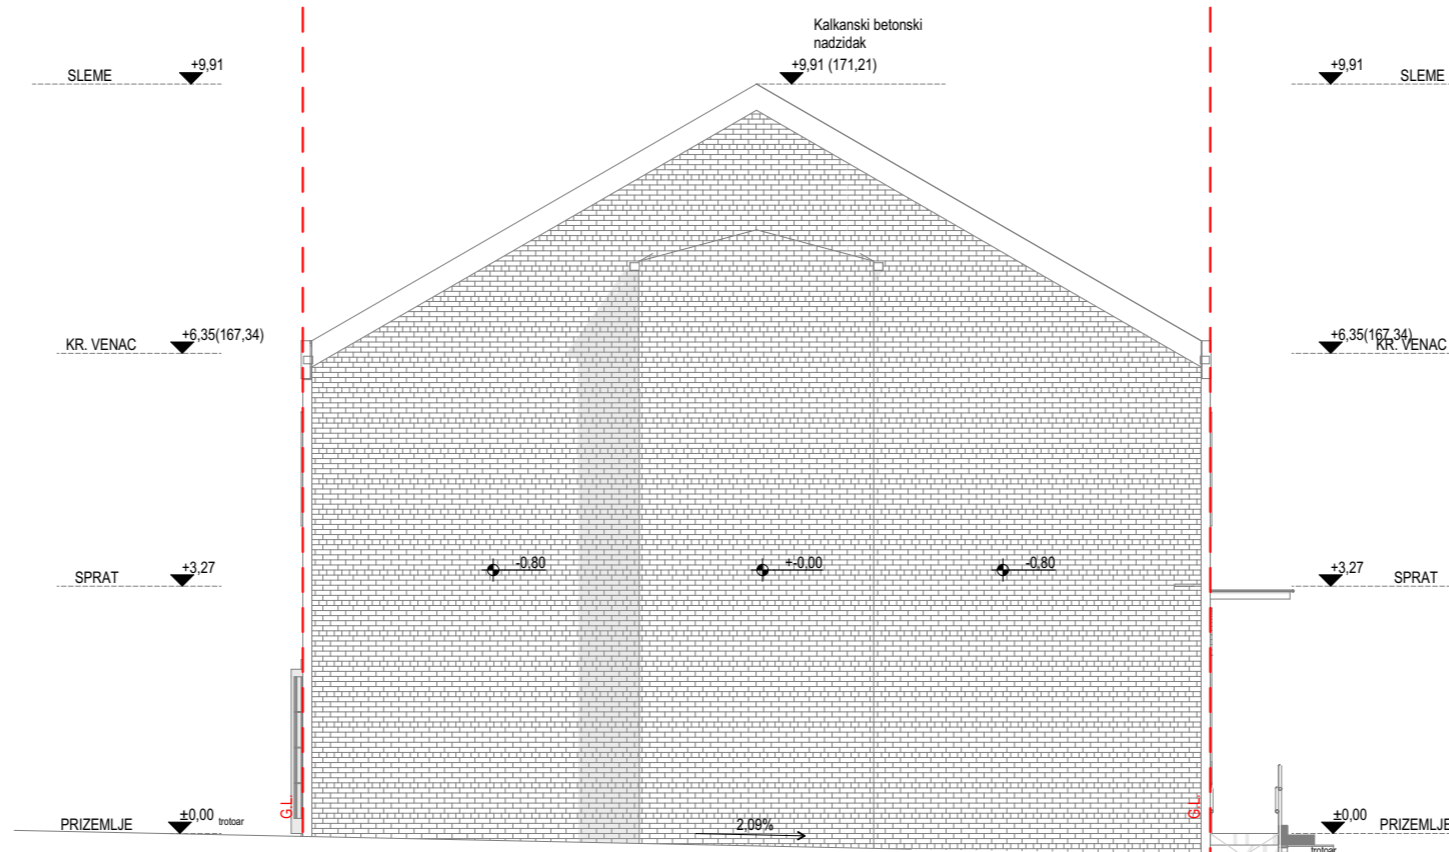 Kalkanski betonski
nadzidak
SLEME +9,91
+9,91 (171,21)
+9,91 SLEME
KR. VENAC +6,35(167,34)
+6,35(167,34) KR. VENAC
-0,80
+-0,00
-0,80
SPRAT +3,27
+3,27 SPRAT
G.L.
G.L.
PRIZEMLJE ±0,00 trotoar
2,09%
±0,00 PRIZEMLJE
trotoar